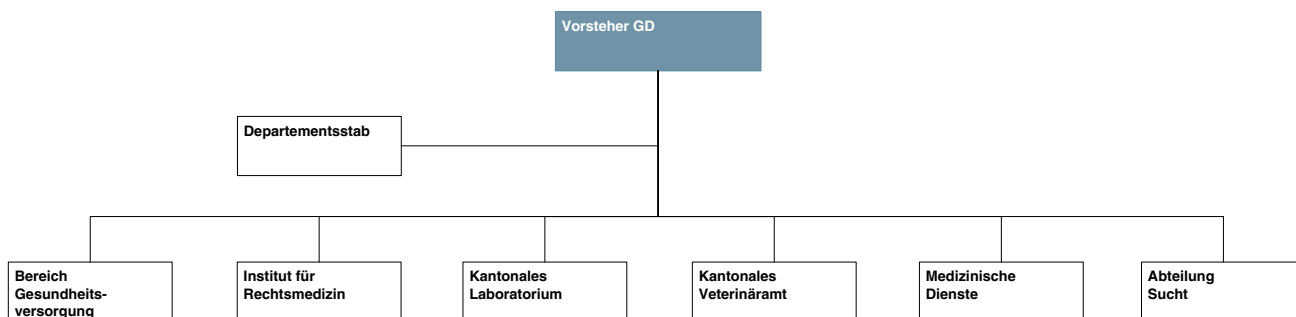 Vorsteher GD
Departementsstab
Bereich
Gesundheits-
versorgung
Institut für
Rechtsmedizin
Kantonales
Laboratorium
Kantonales
Veterinäramt
Medizinische
Dienste
Abteilung
Sucht